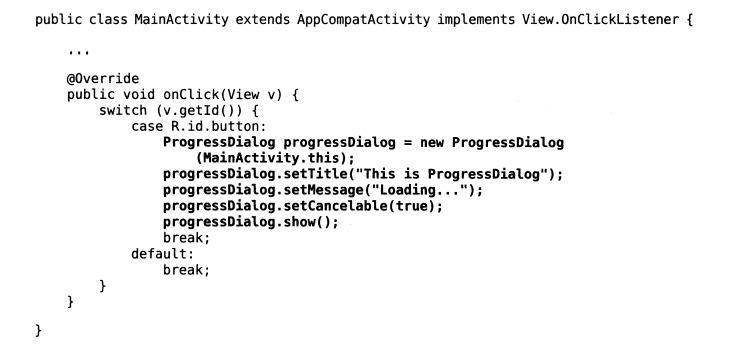 public class MainActivity extends AppCompatActivity implements View.OnClickListener {
...
@Override
public void onClick(View v) {
switch (v.getId()) {
case R.id.button:
ProgressDialog progressDialog = new ProgressDialog
(MainActivity.this);
progressDialog.setTitle("This is ProgressDialog");
progressDialog.setMessage("Loading...");
progressDialog.setCancelable(true);
progressDialog.show();
break;
default:
break;
}
}
}